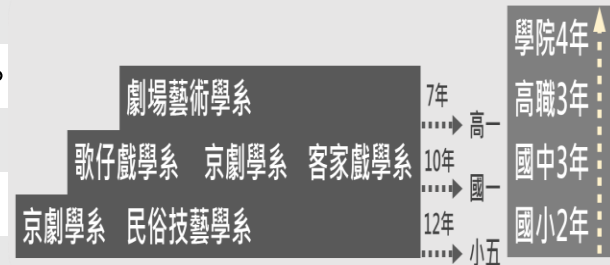 學院4年
劇場藝術學系 7年 高職3年
高一
歌仔戲學系 京劇學系 客家戲學系 10年 國中3年
國一
京劇學系 民俗技藝學系 12年 國小2年
小五